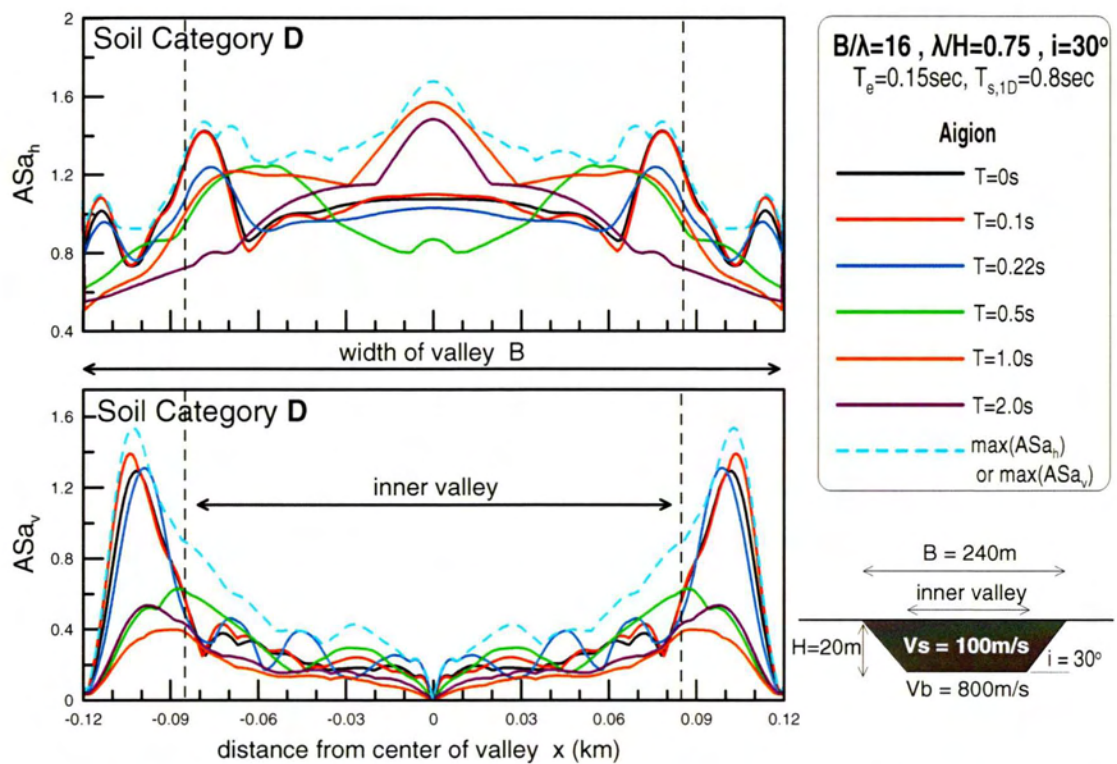 Soil Category D
2
1.6
1.2
0.8
0.4
ASa_h
width of valley B
Soil Category D
1.6
1.2
0.8
0.4
0
ASa_v
inner valley
-0.12 -0.09 -0.06 -0.03 0 0.03 0.06 0.09 0.12
distance from center of valley x (km)
B/λ=16 , λ/H=0.75 , i=30°
T_e=0.15sec, T_s,1D=0.8sec
Aigion
T=0s
T=0.1s
T=0.22s
T=0.5s
T=1.0s
T=2.0s
max(ASa_h)
or max(ASa_v)
B = 240m
inner valley
H=20m
Vs = 100m/s
i = 30°
Vb = 800m/s